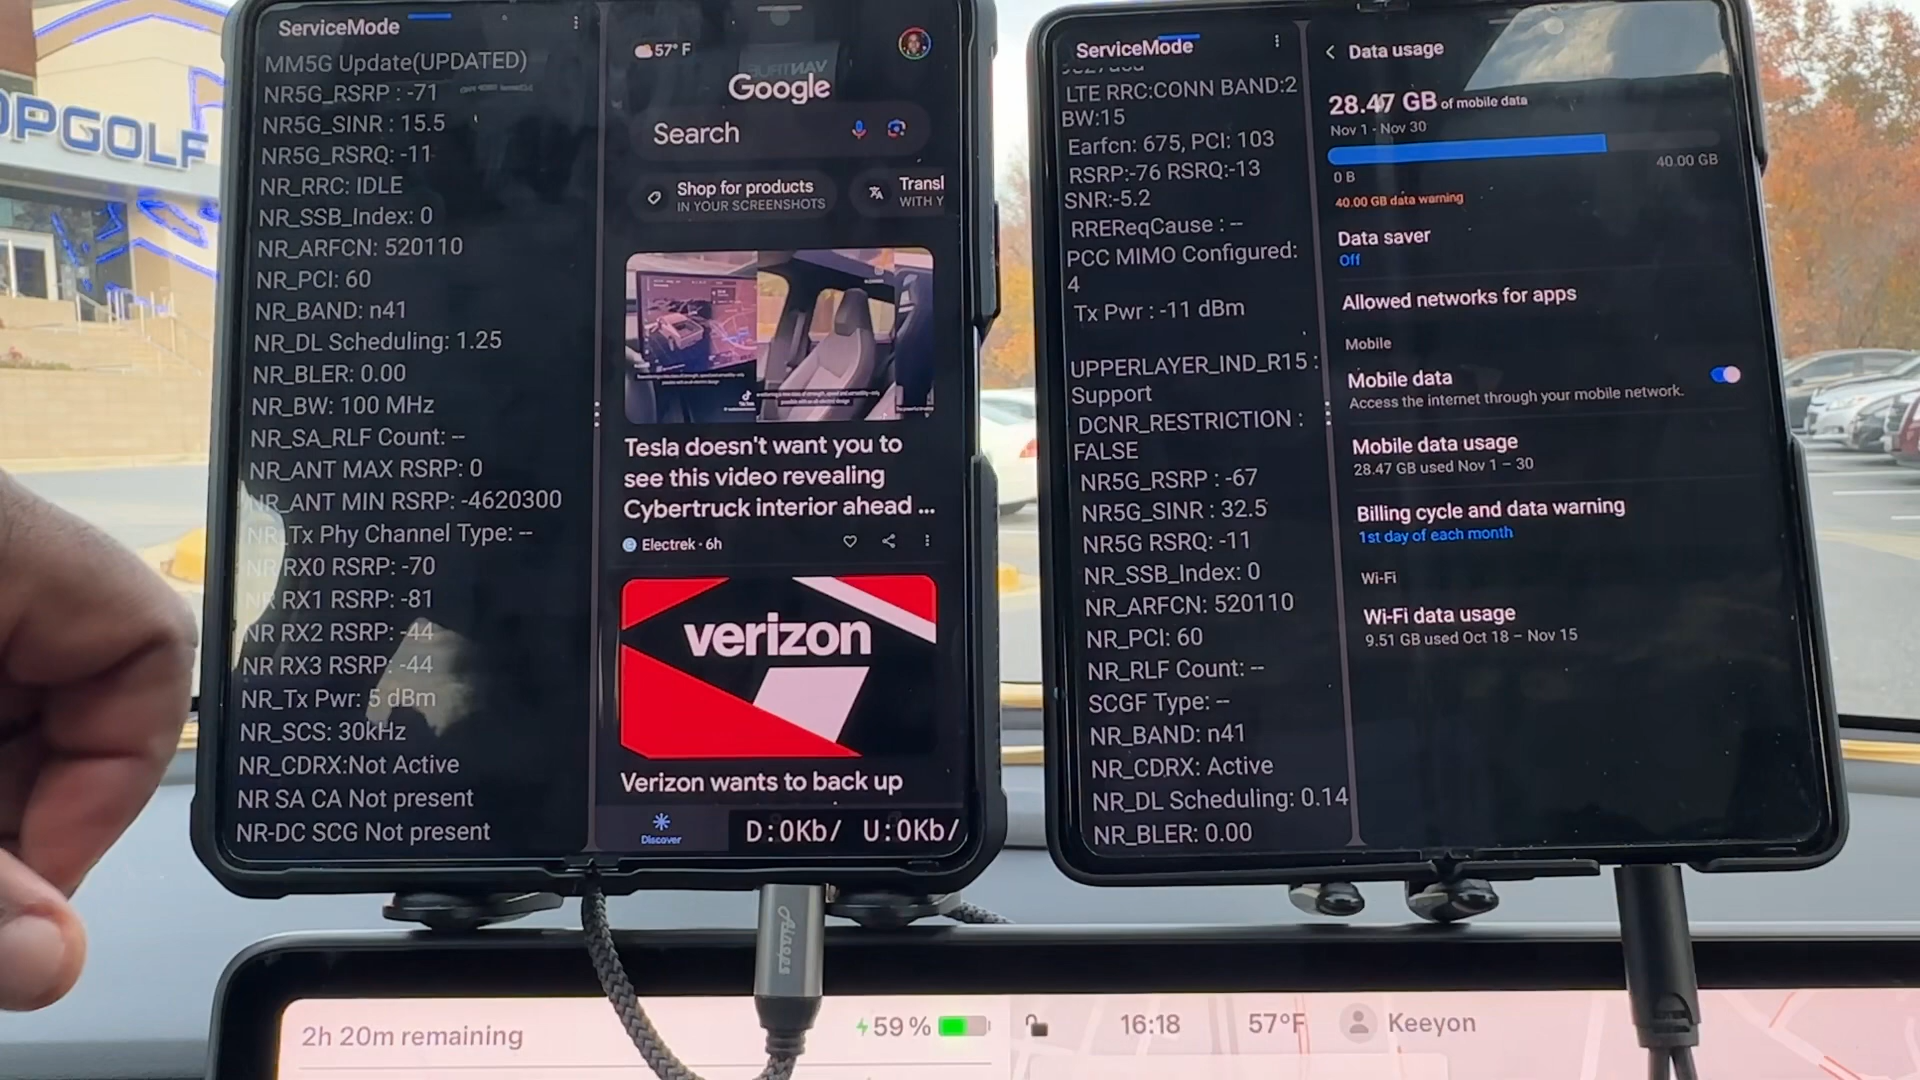 OPGOLF
ServiceMode
MM5G Update(UPDATED)
NR5G_RSRP : -71
NR5G_SINR : 15.5
NR5G_RSRQ: -11
NR_RRC: IDLE
NR_SSB_Index: 0
NR_ARFCN: 520110
NR_PCI: 60
NR_BAND: n41
NR_DL Scheduling: 1.25
NR_BLER: 0.00
NR_BW: 100 MHz
NR_SA_RLF Count: --
NR_ANT MAX RSRP: 0
NR_ANT MIN RSRP: -4620300
NR_Tx Phy Channel Type: --
NR RX0 RSRP: -70
NR RX1 RSRP: -81
NR RX2 RSRP: -44
NR RX3 RSRP: -44
NR_Tx Pwr: 5 dBm
NR_SCS: 30kHz
NR_CDRX:Not Active
NR SA CA Not present
NR-DC SCG Not present
57° F
Google
Search
Shop for products
IN YOUR SCREENSHOTS
Transl
WITH Y
Tesla doesn't want you to
see this video revealing
Cybertruck interior ahead ...
Electrek · 6h
verizon
Verizon wants to back up
Discover
D:0Kb/ U:0Kb/
ServiceMode
LTE RRC:CONN BAND:2
BW:15
Earfcn: 675, PCI: 103
RSRP:-76 RSRQ:-13
SNR:-5.2
RREReqCause : --
PCC MIMO Configured:
4
Tx Pwr : -11 dBm
UPPERLAYER_IND_R15 :
Support
DCNR_RESTRICTION :
FALSE
NR5G_RSRP : -67
NR5G_SINR : 32.5
NR5G RSRQ: -11
NR_SSB_Index: 0
NR_ARFCN: 520110
NR_PCI: 60
NR_RLF Count: --
SCGF Type: --
NR_BAND: n41
NR_CDRX: Active
NR_DL Scheduling: 0.14
NR_BLER: 0.00
Data usage
28.47 GB of mobile data
Nov 1 - Nov 30
40.00 GB
0 B
40.00 GB data warning
Data saver
Off
Allowed networks for apps
Mobile
Mobile data
Access the internet through your mobile network.
Mobile data usage
28.47 GB used Nov 1 – 30
Billing cycle and data warning
1st day of each month
Wi-Fi
Wi-Fi data usage
9.51 GB used Oct 18 – Nov 15
2h 20m remaining
59 %
16:18
57°F
Keeyon